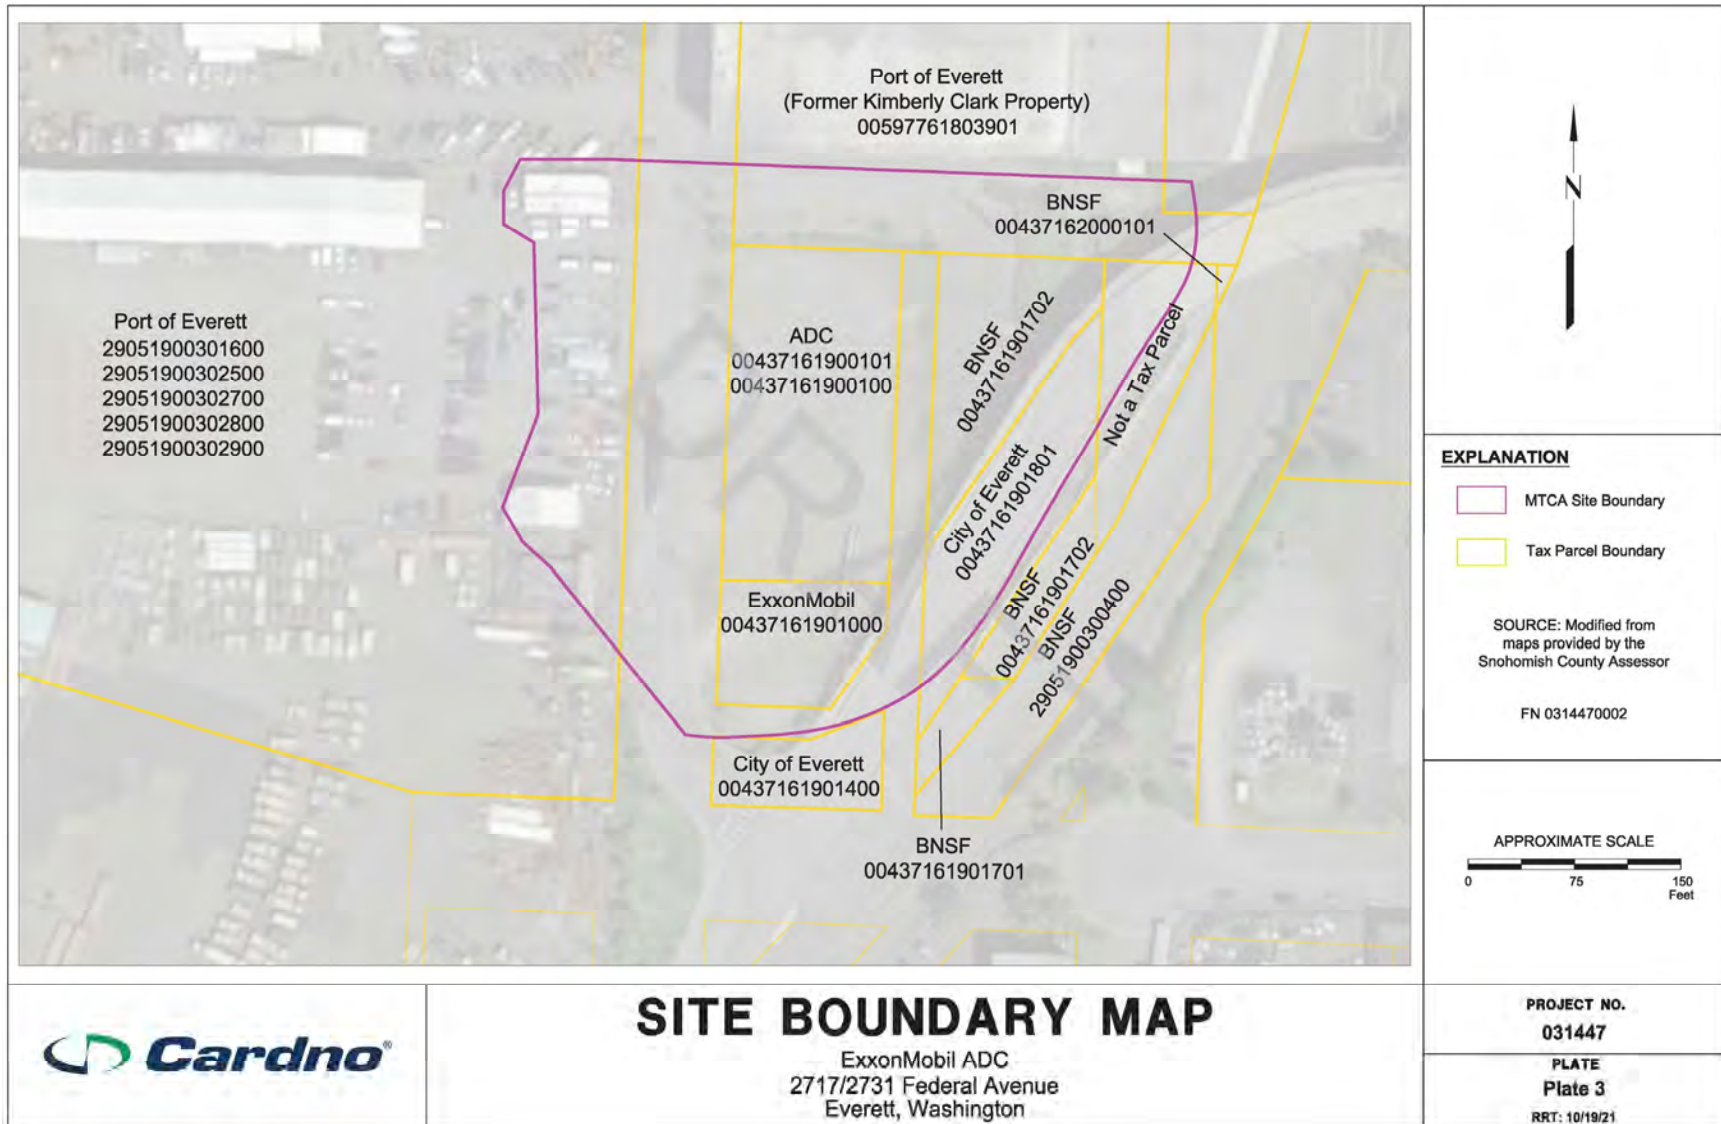 Port of Everett
(Former Kimberly Clark Property)
00597761803901
BNSF
00437162000101
Port of Everett
29051900301600
29051900302500
29051900302700
29051900302800
29051900302900
ADC
00437161900101
00437161900100
BNSF
00437161901702
Not a Tax Parcel
City of Everett
00437161901801
BNSF
00437161901702
BNSF
29051900300400
ExxonMobil
00437161901000
City of Everett
00437161901400
BNSF
00437161901701
N
EXPLANATION
MTCA Site Boundary
Tax Parcel Boundary
SOURCE: Modified from
maps provided by the
Snohomish County Assessor
FN 0314470002
APPROXIMATE SCALE
0 75 150
Feet
Cardno®
SITE BOUNDARY MAP
ExxonMobil ADC
2717/2731 Federal Avenue
Everett, Washington
PROJECT NO.
031447
PLATE
Plate 3
RRT: 10/19/21